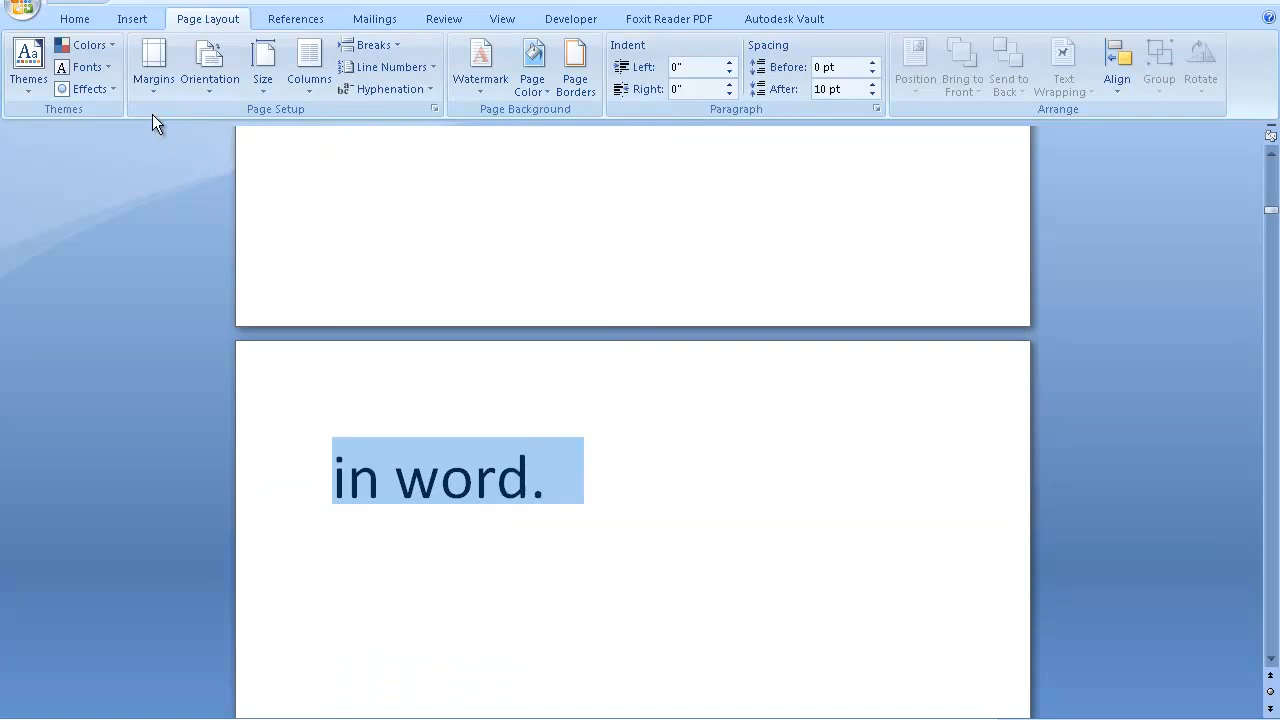 Home Insert Page Layout References Mailings Review View Developer Foxit Reader PDF Autodesk Vault
Colors Breaks Indent Spacing
Aa A Fonts Line Numbers Left: 0" Before: 0 pt
Themes Effects Margins Orientation Size Columns Hyphenation Watermark Page Color Page Borders Right: 0" After: 10 pt Position Bring to Front Send to Back Text Wrapping Align Group Rotate
Themes Page Setup Page Background Paragraph Arrange
in word.